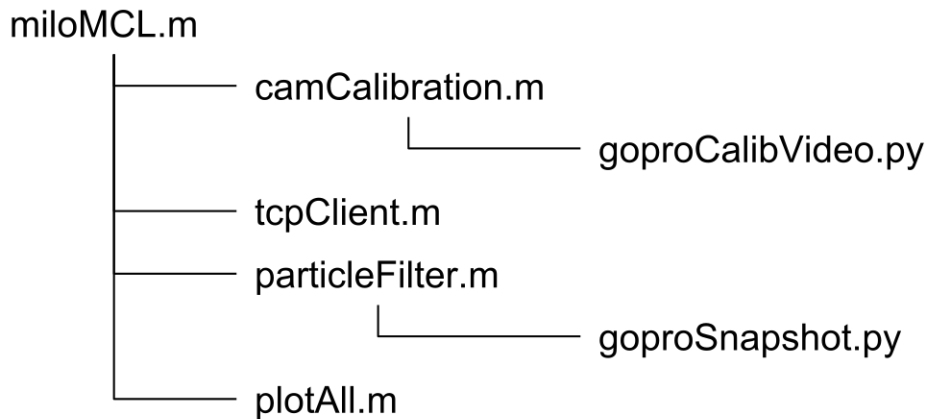 miloMCL.m
camCalibration.m
goproCalibVideo.py
tcpClient.m
particleFilter.m
goproSnapshot.py
plotAll.m